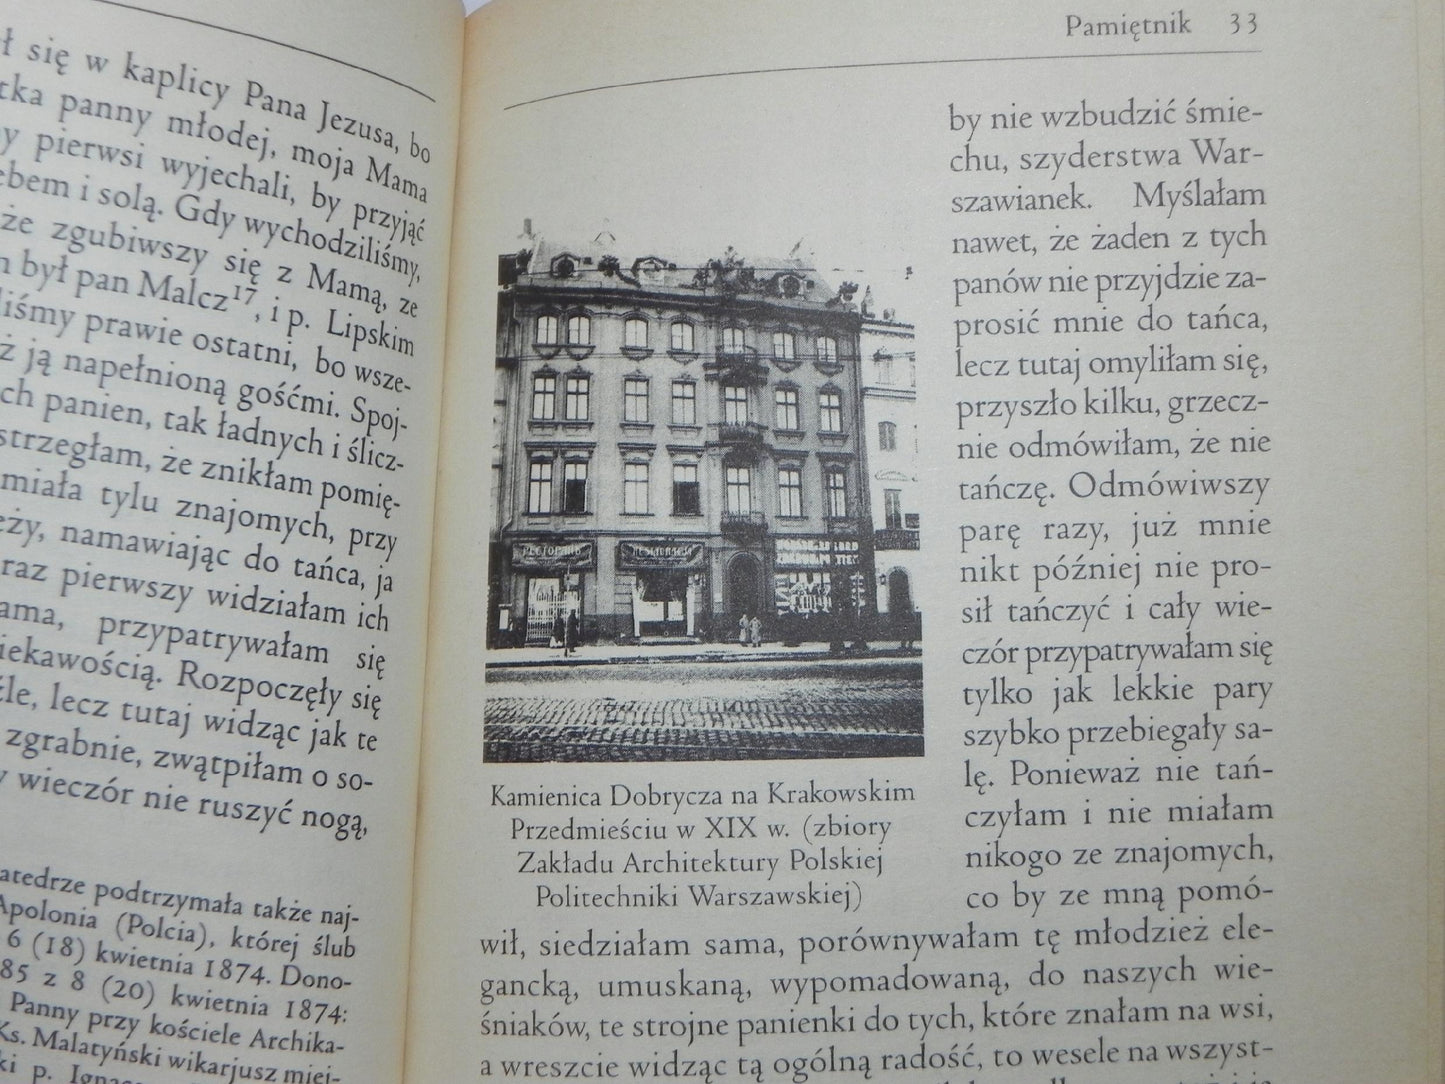 ł się w kaplicy Pana Jezusa, bo
tka panny młodej, moja Mama
y pierwsi wyjechali, by przyjąć
ebem i solą. Gdy wychodziliśmy,
że zgubiwszy się z Mamą, ze
n był pan Malcz17, i p. Lipskim
liśmy prawie ostatni, bo wsze-
ż ją napełnioną gośćmi. Spoj-
ch panien, tak ładnych i ślicz-
strzegłam, że znikłam pomię-
miała tylu znajomych, przy
eży, namawiając do tańca, ja
raz pierwszy widziałam ich
ama, przypatrywałam się
iekawością. Rozpoczęły się
źle, lecz tutaj widząc jak te
zgrabnie, zwątpiłam o so-
y wieczór nie ruszyć nogą,
atedrze podtrzymała także naj-
Apolonia (Polcia), której ślub
6 (18) kwietnia 1874. Dono-
85 z 8 (20) kwietnia 1874:
Panny przy kościele Archika-
Ks. Malatyński wikarjusz miej-
ki p.
Pamiętnik 33
by nie wzbudzić śmie-
chu, szyderstwa War-
szawianek. Myślałam
nawet, że żaden z tych
panów nie przyjdzie za-
prosić mnie do tańca,
lecz tutaj omyliłam się,
przyszło kilku, grzecz-
nie odmówiłam, że nie
tańczę. Odmówiwszy
parę razy, już mnie
nikt później nie pro-
sił tańczyć i cały wie-
czór przypatrywałam się
tylko jak lekkie pary
szybko przebiegały sa-
lę. Ponieważ nie tań-
czyłam i nie miałam
nikogo ze znajomych,
co by ze mną pomó-
RESTAURACJA
Kamienica Dobrycza na Krakowskim
Przedmieściu w XIX w. (zbiory
Zakładu Architektury Polskiej
Politechniki Warszawskiej)
wił, siedziałam sama, porównywałam tę młodzież ele-
gancką, umuskaną, wypomadowaną, do naszych wie-
śniaków, te strojne panienki do tych, które znałam na wsi,
a wreszcie widząc tą ogólną radość, to wesele na wszyst-